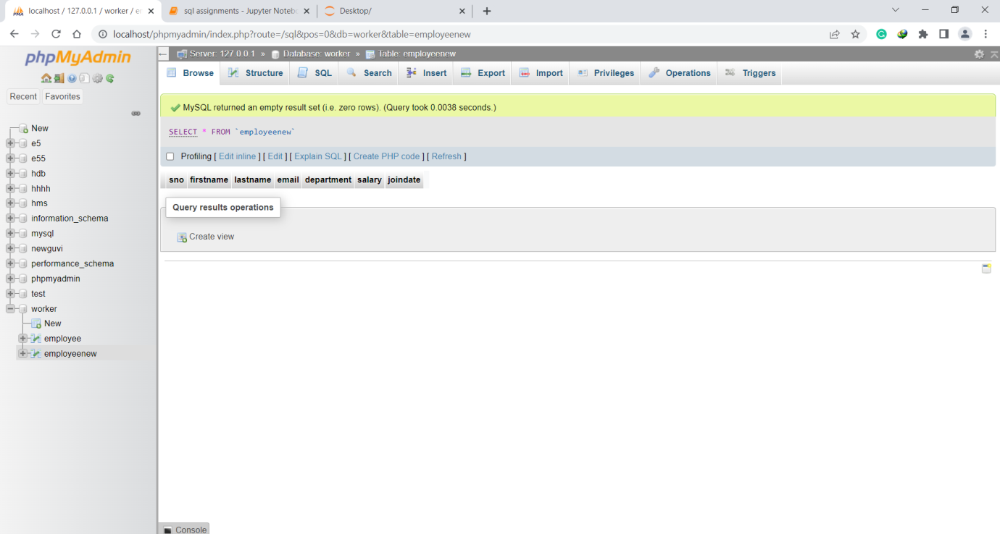 localhost / 127.0.0.1 / worker / e
sql assignments - Jupyter Notebo
Desktop/
localhost/phpmyadmin/index.php?route=/sql&pos=0&db=worker&table=employeenew
phpMyAdmin
Recent Favorites
New
e5
e55
hdb
hhhh
hms
information_schema
mysql
newguvi
performance_schema
phpmyadmin
test
worker
New
employee
employeenew
Server: 127.0.0.1 » Database: worker » Table: employeenew
Browse Structure SQL Search Insert Export Import Privileges Operations Triggers
MySQL returned an empty result set (i.e. zero rows). (Query took 0.0038 seconds.)
SELECT * FROM `employeenew`
Profiling [ Edit inline ] [ Edit ] [ Explain SQL ] [ Create PHP code ] [ Refresh ]
sno firstname lastname email department salary joindate
Query results operations
Create view
Console